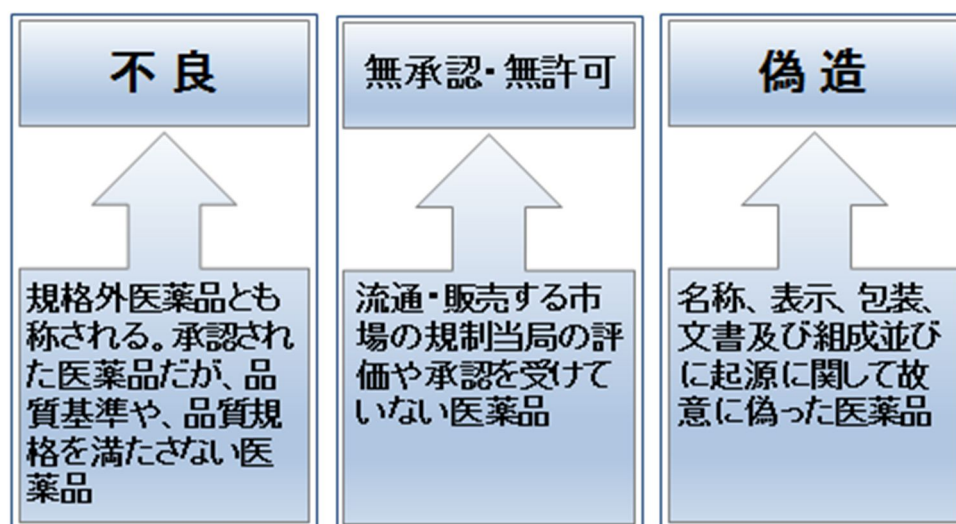 不良
無承認・無許可
偽造
規格外医薬品とも
称される。承認され
た医薬品だが、品
質基準や、品質規
格を満たさない医
薬品
流通・販売する市
場の規制当局の評
価や承認を受けて
いない医薬品
名称、表示、包装、
文書及び組成並び
に起源に関して故
意に偽った医薬品